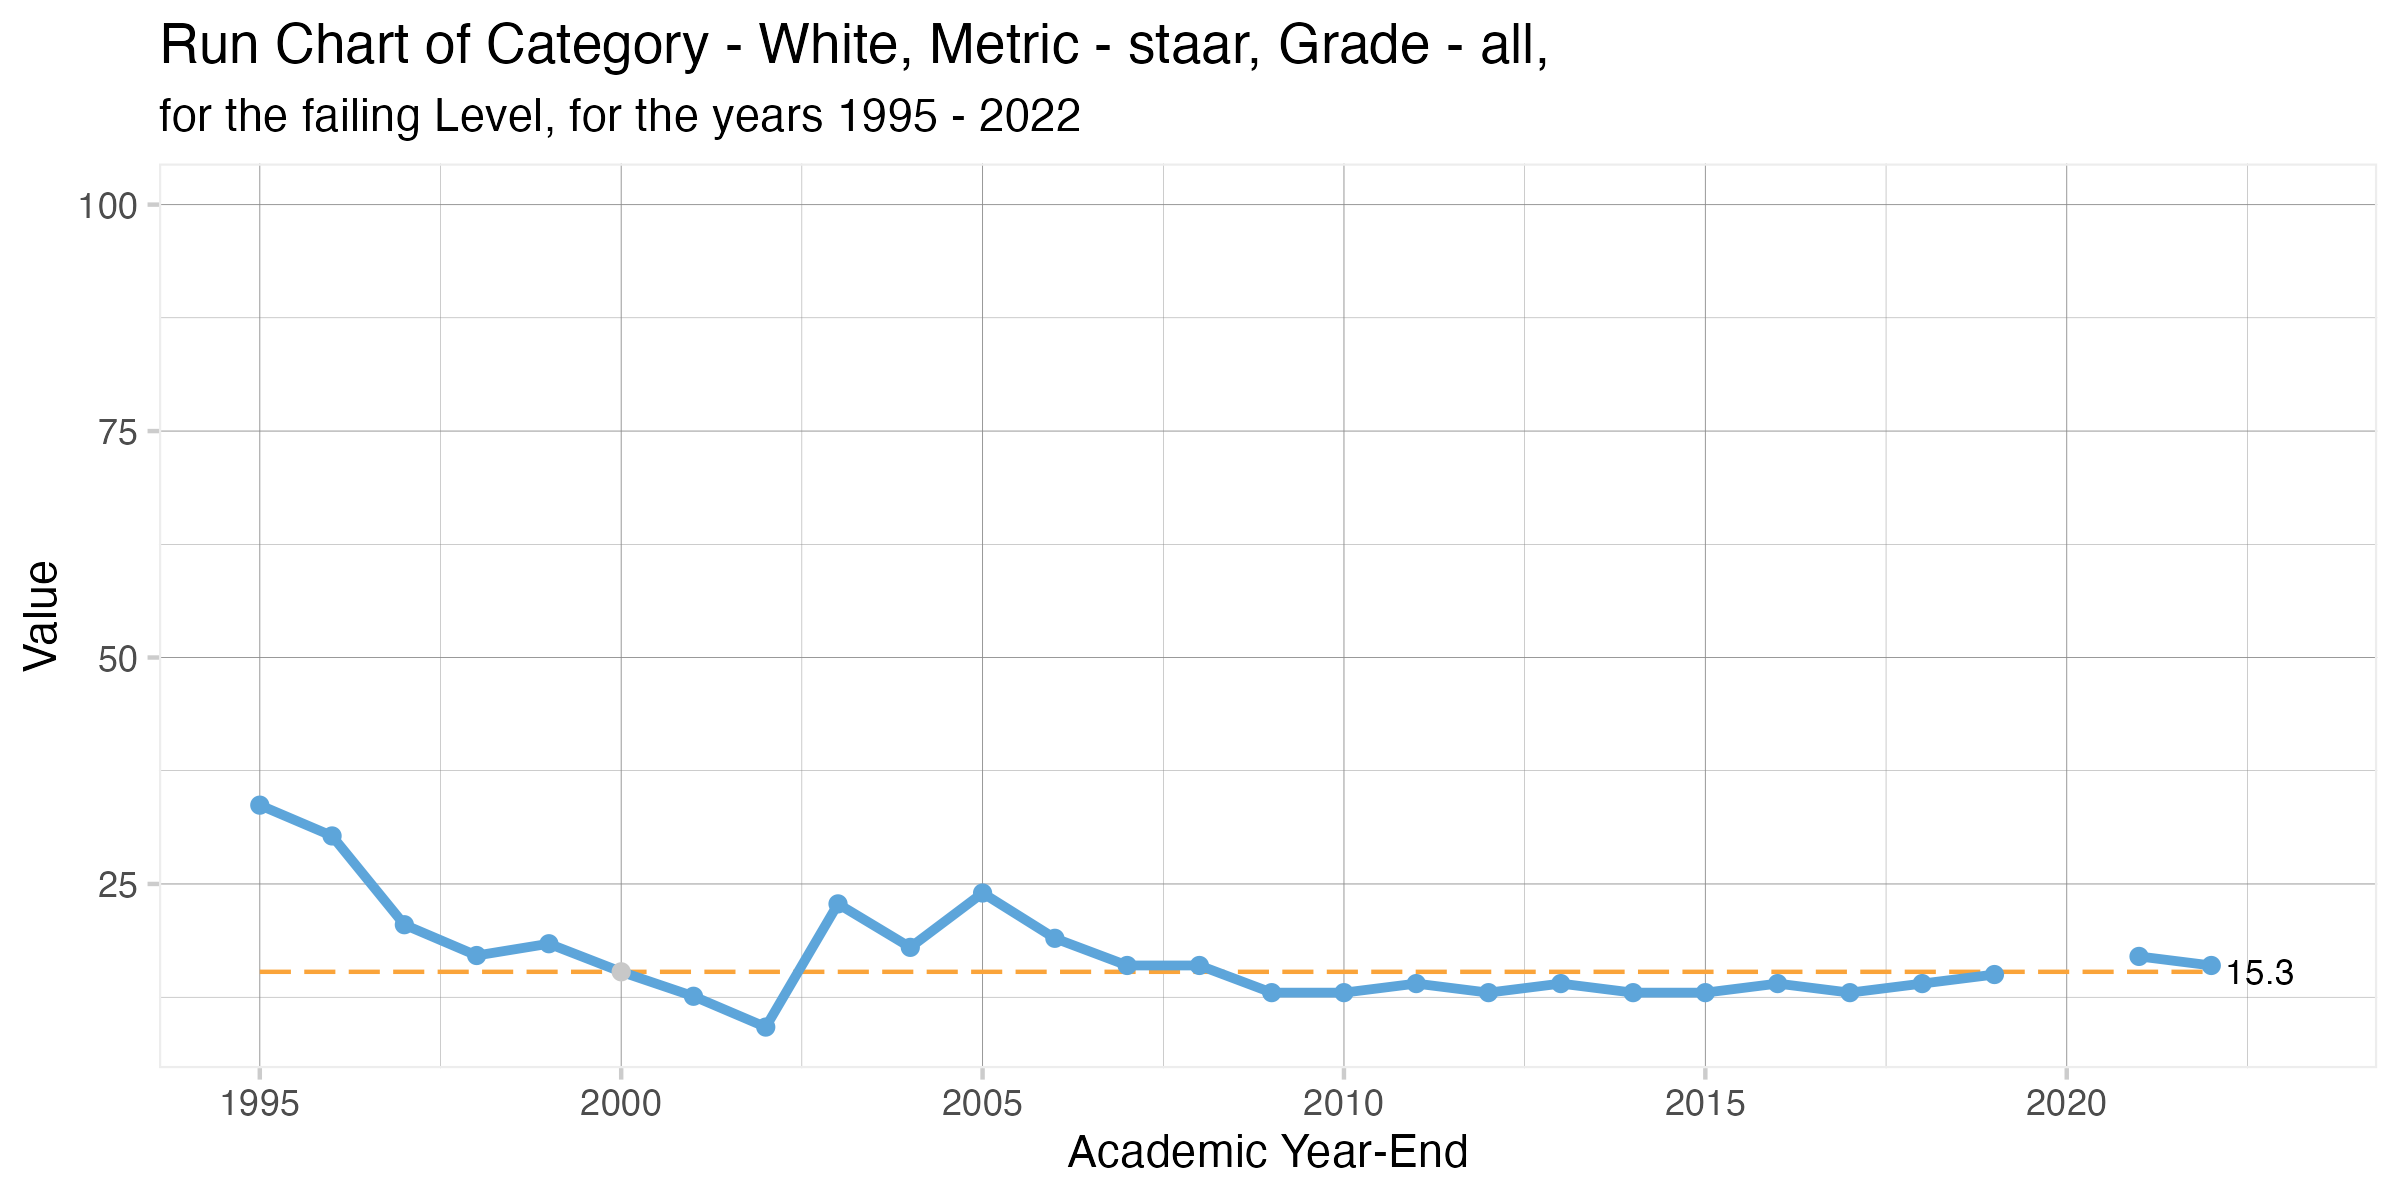 Run Chart of Category - White, Metric - staar, Grade - all,
for the failing Level, for the years 1995 - 2022
100
75
50
25
Value
15.3
1995 2000 2005 2010 2015 2020
Academic Year-End